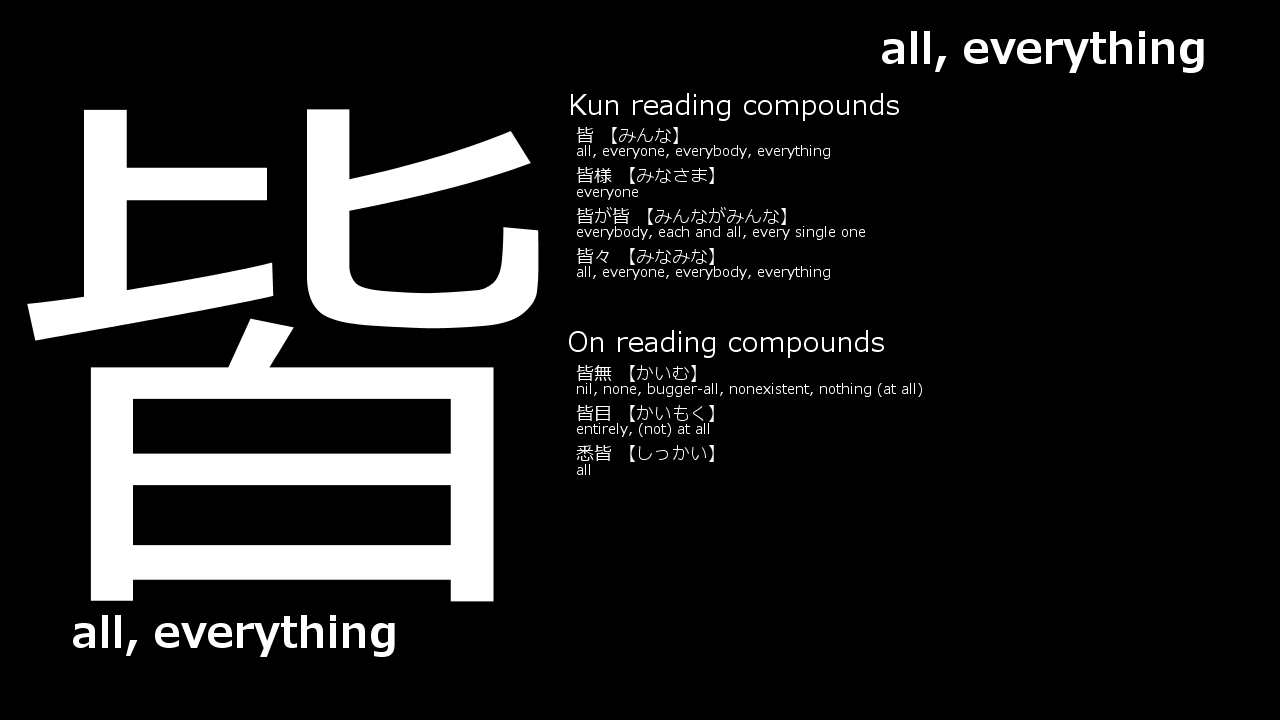 all, everything
皆
Kun reading compounds
皆 【みんな】
all, everyone, everybody, everything
皆様 【みなさま】
everyone
皆が皆 【みんながみんな】
everybody, each and all, every single one
皆々 【みなみな】
all, everyone, everybody, everything
On reading compounds
皆無 【かいむ】
nil, none, bugger-all, nonexistent, nothing (at all)
皆目 【かいもく】
entirely, (not) at all
悉皆 【しっかい】
all
all, everything